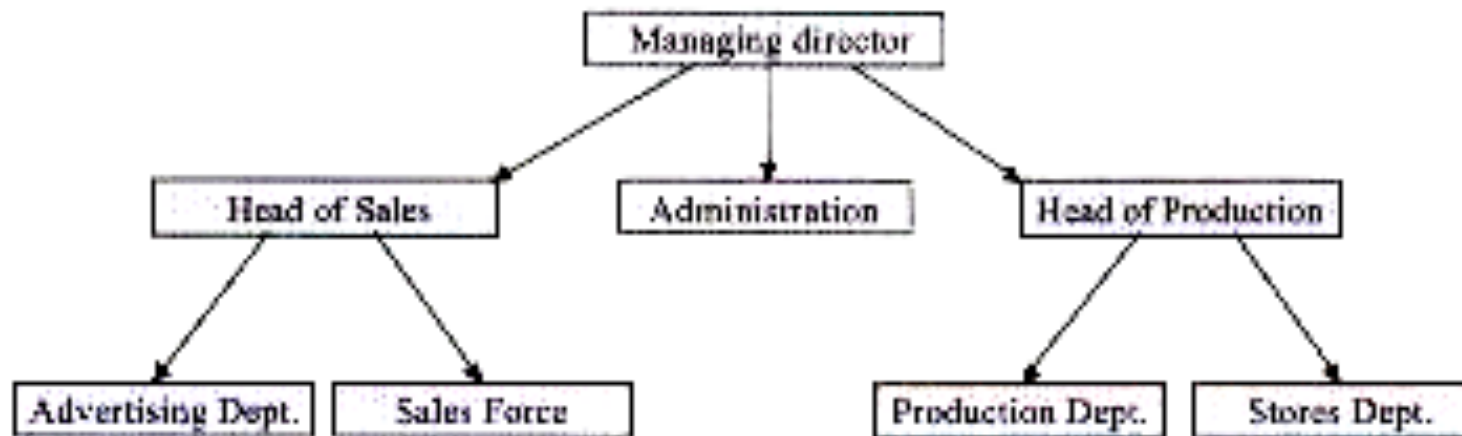 Managing director
Head of Sales
Administration
Head of Production
Advertising Dept.
Sales Force
Production Dept.
Stores Dept.